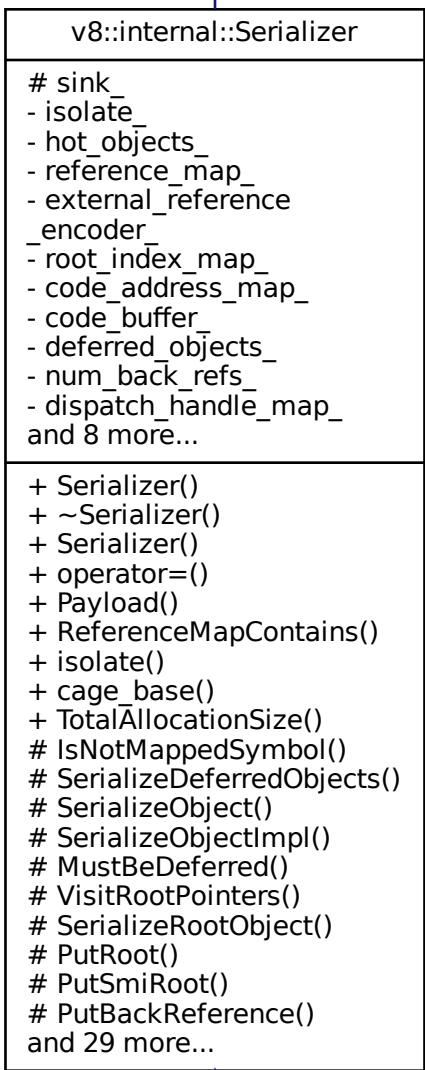 v8::internal::Serializer
# sink_
- isolate_
- hot_objects_
- reference_map_
- external_reference
_encoder_
- root_index_map_
- code_address_map_
- code_buffer_
- deferred_objects_
- num_back_refs_
- dispatch_handle_map_
and 8 more...
+ Serializer()
+ ~Serializer()
+ Serializer()
+ operator=()
+ Payload()
+ ReferenceMapContains()
+ isolate()
+ cage_base()
+ TotalAllocationSize()
# IsNotMappedSymbol()
# SerializeDeferredObjects()
# SerializeObject()
# SerializeObjectImpl()
# MustBeDeferred()
# VisitRootPointers()
# SerializeRootObject()
# PutRoot()
# PutSmiRoot()
# PutBackReference()
and 29 more...